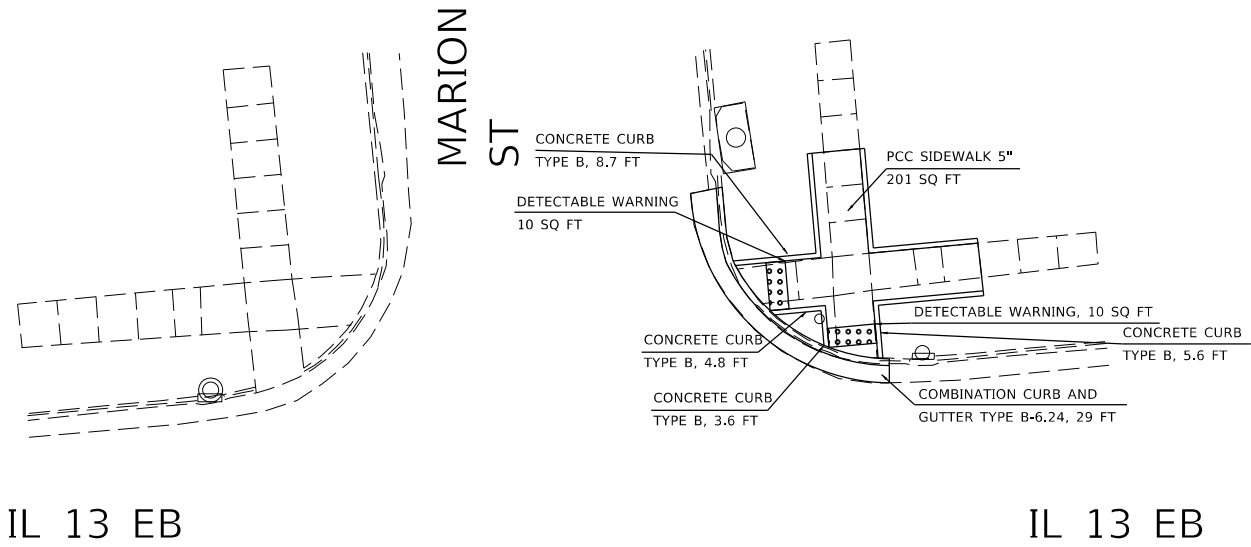 MARION
ST
CONCRETE CURB
TYPE B, 8.7 FT
PCC SIDEWALK 5"
201 SQ FT
DETECTABLE WARNING
10 SQ FT
DETECTABLE WARNING, 10 SQ FT
CONCRETE CURB
TYPE B, 5.6 FT
CONCRETE CURB
TYPE B, 4.8 FT
CONCRETE CURB
TYPE B, 3.6 FT
COMBINATION CURB AND
GUTTER TYPE B-6.24, 29 FT
IL 13 EB
IL 13 EB